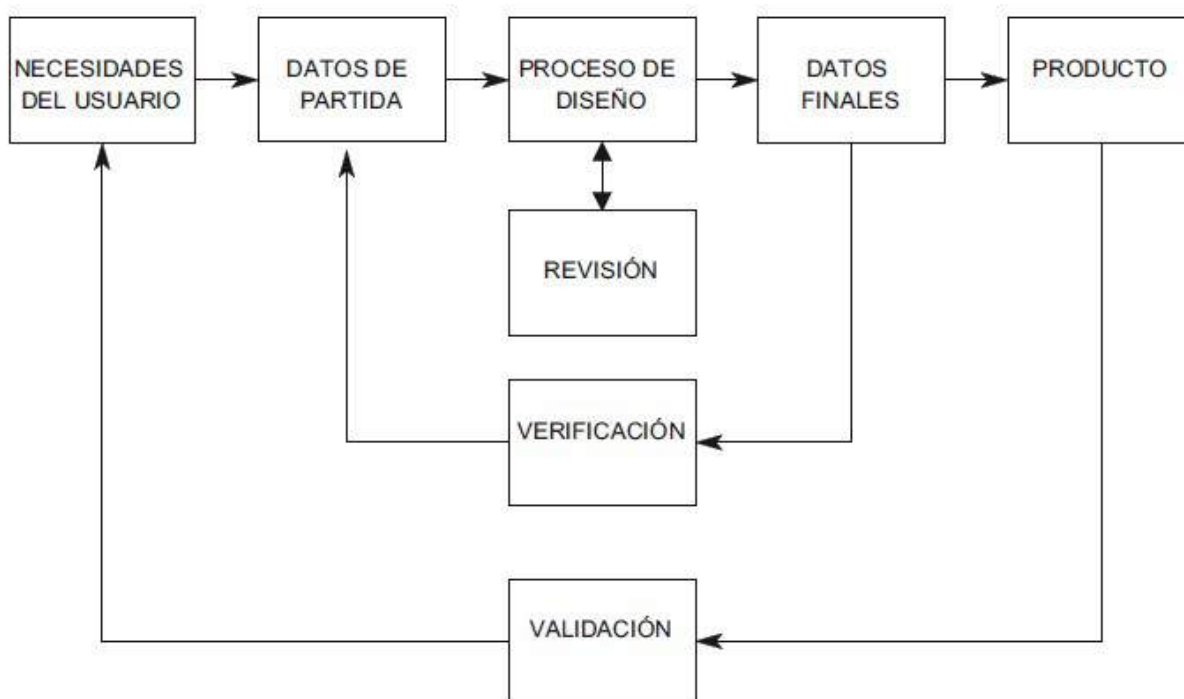 NECESIDADES
DEL USUARIO
DATOS DE
PARTIDA
PROCESO DE
DISEÑO
DATOS
FINALES
PRODUCTO
REVISIÓN
VERIFICACIÓN
VALIDACIÓN